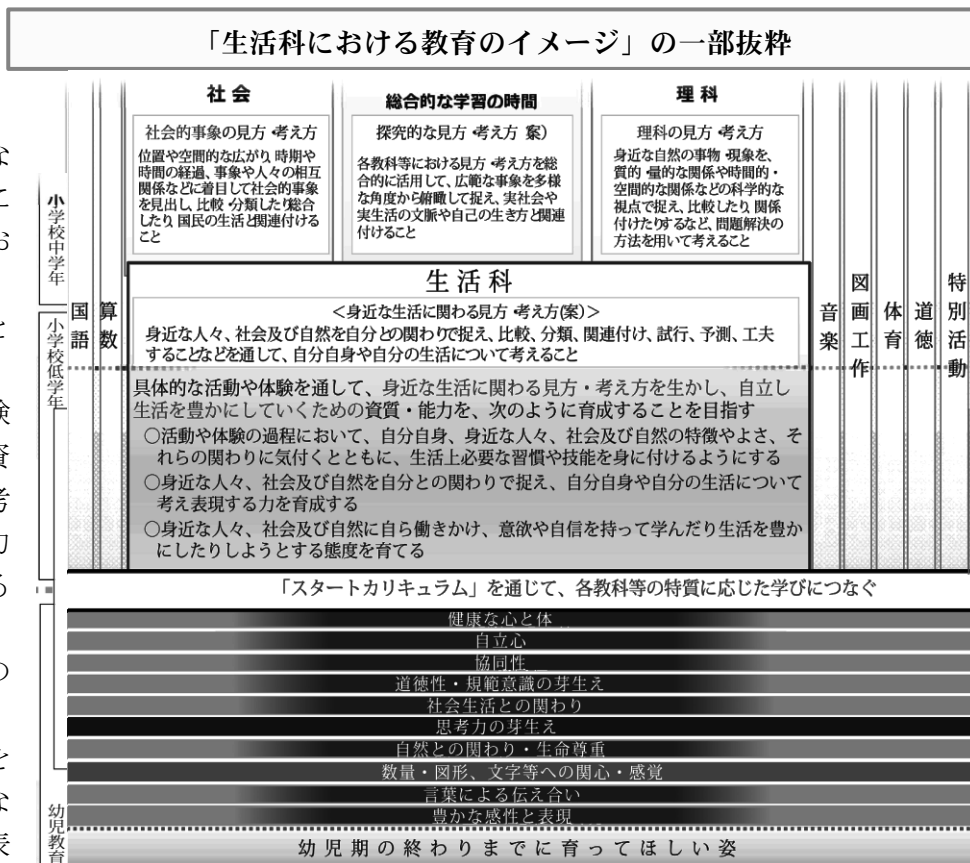 「生活科における教育のイメージ」の一部抜粋
社会
社会的事象の見方・考え方
位置や空間的な広がり、時期や
時間の経過、事象や人々の相互
関係などに着目して社会的事象
を見出し、比較・分類したり総合
したり、国民の生活と関連付ける
こと
総合的な学習の時間
探究的な見方・考え方 案)
各教科等における見方・考え方を総
合的に活用して、広範な事象を多様
な角度から俯瞰して捉え、実社会や
実生活の文脈や自己の生き方と関連
付けること
理科
理科の見方・考え方
身近な自然の事物・現象を、
質的・量的な関係や時間的・
空間的な関係などの科学的な
視点で捉え、比較したり、関係
付けたりするなど、問題解決の
方法を用いて考えること
小学校中学年
小学校低学年
幼児教育
国語
算数
音楽
図画工作
体育
道徳
特別活動
生活科
<身近な生活に関わる見方・考え方(案)>
身近な人々、社会及び自然を自分との関わりで捉え、比較、分類、関連付け、試行、予測、工夫
することなどを通して、自分自身や自分の生活について考えること
具体的な活動や体験を通して、身近な生活に関わる見方・考え方を生かし、自立し
生活を豊かにしていくための資質・能力を、次のように育成することを目指す
○活動や体験の過程において、自分自身、身近な人々、社会及び自然の特徴やよさ、そ
れらの関わりに気付くとともに、生活上必要な習慣や技能を身に付けるようにする
○身近な人々、社会及び自然を自分との関わりで捉え、自分自身や自分の生活について
考え表現する力を育成する
○身近な人々、社会及び自然に自ら働きかけ、意欲や自信を持って学んだり生活を豊か
にしたりしようとする態度を育てる
「スタートカリキュラム」を通じて、各教科等の特質に応じた学びにつなぐ
健康な心と体
自立心
協同性
道徳性・規範意識の芽生え
社会生活との関わり
思考力の芽生え
自然との関わり・生命尊重
数量・図形、文字等への関心・感覚
言葉による伝え合い
豊かな感性と表現
幼児期の終わりまでに育ってほしい姿